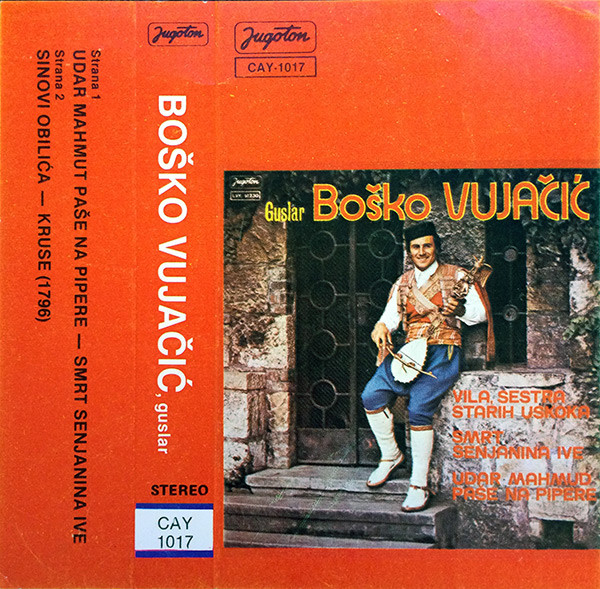 Strana 1
UDAR MAHMUT PAŠE NA PIPERE — SMRT SENJANINA IVE
Strana 2
SINOVI OBILIĆA — KRUSE (1796)
Jugoton
BOŠKO VUJAČIĆ, guslar
STEREO
CAY
1017
Jugoton
CAY-1017
Jugoton
Guslar BOŠKO VUJAČIĆ
VILA, SESTRA
STARIH USKOKA
SMRT
SENJANINA IVE
UDAR MAHMUD
PAŠE NA PIPERE